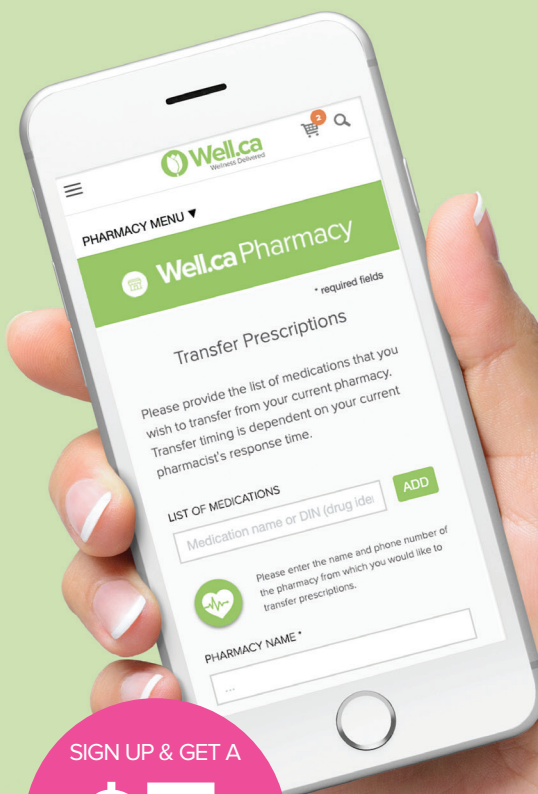 Well.ca
Wellness Delivered
2
PHARMACY MENU ▼
Well.ca Pharmacy
* required fields
Transfer Prescriptions
Please provide the list of medications that you
wish to transfer from your current pharmacy.
Transfer timing is dependent on your current
pharmacist's response time.
LIST OF MEDICATIONS
Medication name or DIN (drug ide
ADD
Please enter the name and phone number of
the pharmacy from which you would like to
transfer prescriptions.
PHARMACY NAME *
...
SIGN UP & GET A